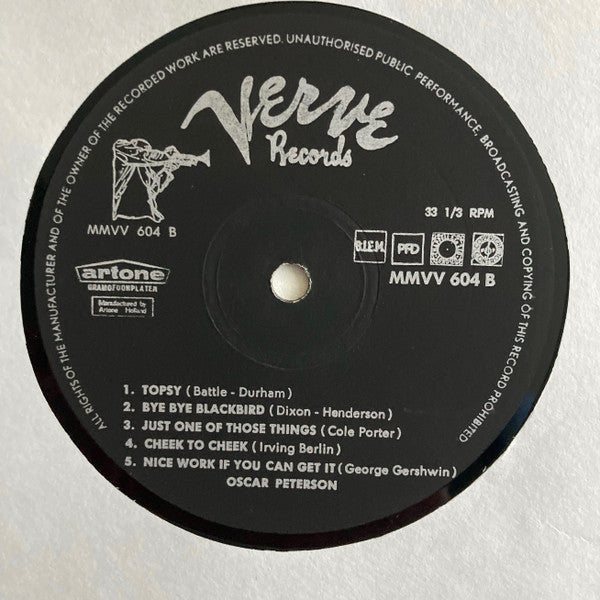 ALL RIGHTS OF THE MANUFACTURER AND OF THE OWNER OF THE RECORDED WORK ARE RESERVED. UNAUTHORISED PUBLIC PERFORMANCE, BROADCASTING AND COPYING OF THIS RECORD PROHIBITED
Verve
Records
MMVV 604 B
33 1/3 RPM
B.I.E.M.
MMVV 604 B
artone
GRAMOFOONPLATEN
Manufactured by
Artone Holland
1. TOPSY (Battle - Durham)
2. BYE BYE BLACKBIRD (Dixon - Henderson)
3. JUST ONE OF THOSE THINGS (Cole Porter)
4. CHEEK TO CHEEK (Irving Berlin)
5. NICE WORK IF YOU CAN GET IT (George Gershwin)
OSCAR PETERSON